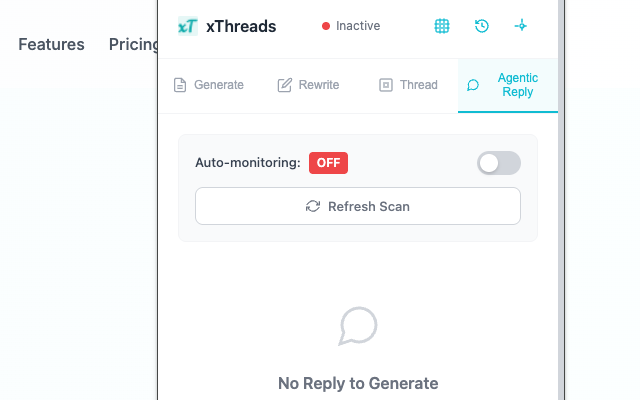 Features Pricing
xT xThreads Inactive
Generate Rewrite Thread Agentic Reply
Auto-monitoring: OFF
Refresh Scan
No Reply to Generate